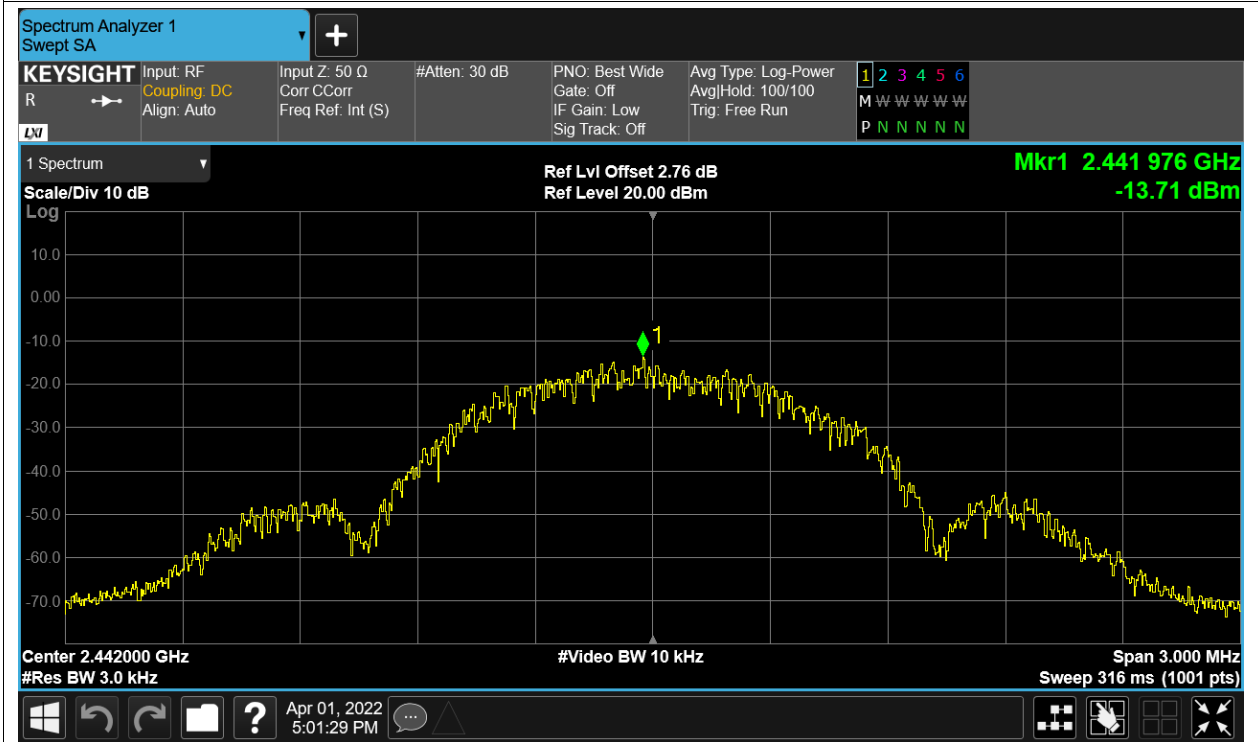 Spectrum Analyzer 1
Swept SA
+
KEYSIGHT
R
LXI
Input: RF
Coupling: DC
Align: Auto
Input Z: 50 Ω
Corr CCorr
Freq Ref: Int (S)
#Atten: 30 dB
PNO: Best Wide
Gate: Off
IF Gain: Low
Sig Track: Off
Avg Type: Log-Power
Avg|Hold: 100/100
Trig: Free Run
1 2 3 4 5 6
M W W W W W
P N N N N N
1 Spectrum
Scale/Div 10 dB
Ref Lvl Offset 2.76 dB
Ref Level 20.00 dBm
Mkr1 2.441 976 GHz
-13.71 dBm
Log
10.0
0.00
-10.0
-20.0
-30.0
-40.0
-50.0
-60.0
-70.0
1
Center 2.442000 GHz
#Video BW 10 kHz
Span 3.000 MHz
#Res BW 3.0 kHz
Sweep 316 ms (1001 pts)
?
Apr 01, 2022
5:01:29 PM